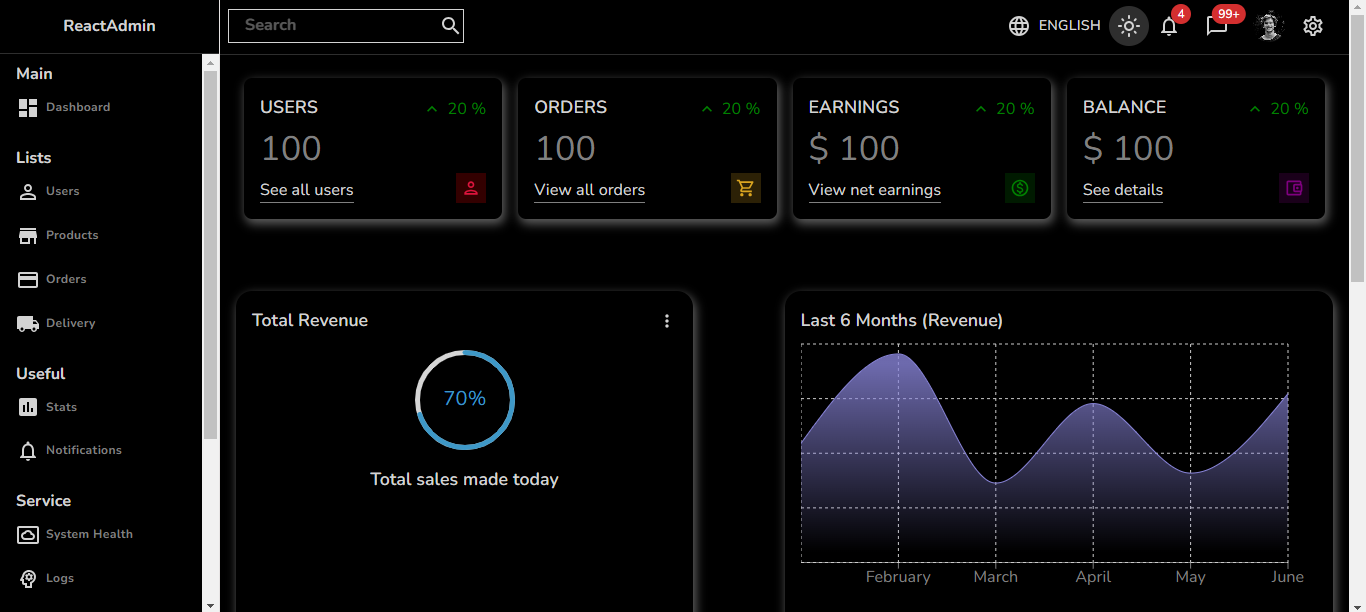 ReactAdmin
Search
ENGLISH
4
99+
Main
Dashboard
Lists
Users
Products
Orders
Delivery
Useful
Stats
Notifications
Service
System Health
Logs
USERS
20 %
100
See all users
ORDERS
20 %
100
View all orders
EARNINGS
20 %
$ 100
View net earnings
BALANCE
20 %
$ 100
See details
Total Revenue
70%
Total sales made today
Last 6 Months (Revenue)
February March April May June